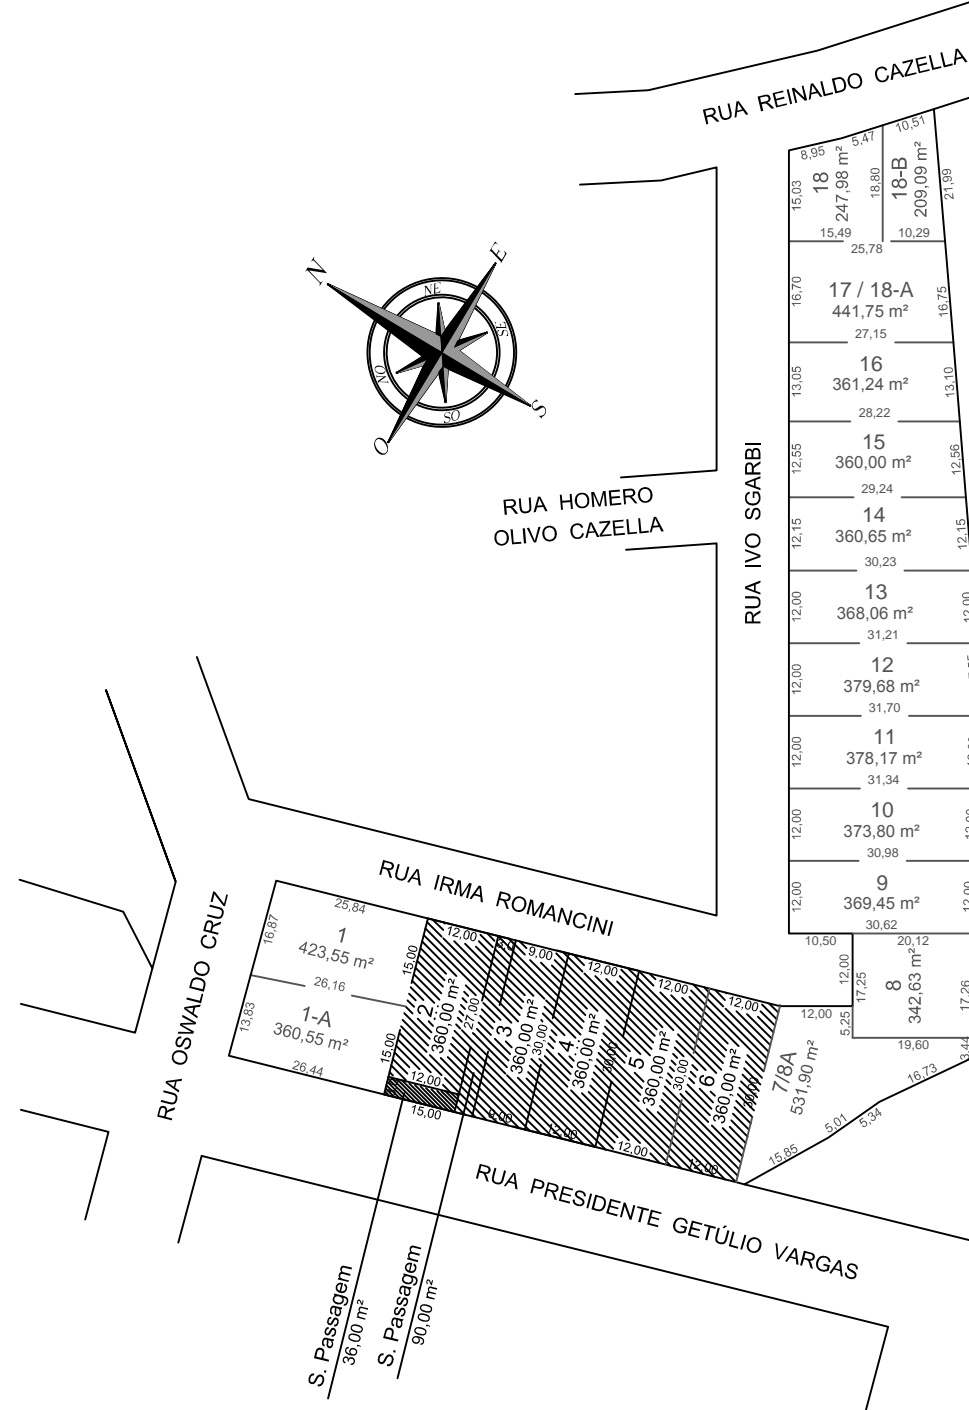 RUA REINALDO CAZELLA
8,95
5,47
10,51
15,03
18
247,98 m²
18,80
18-B
209,09 m²
21,99
15,49
10,29
25,78
16,70
17 / 18-A
441,75 m²
16,75
27,15
13,05
16
361,24 m²
13,10
28,22
12,55
15
360,00 m²
12,56
29,24
12,15
14
360,65 m²
12,15
30,23
12,00
13
368,06 m²
12,00
31,21
12,00
12
379,68 m²
31,70
12,00
11
378,17 m²
31,34
12,00
10
373,80 m²
12,00
30,98
12,00
9
369,45 m²
12,00
30,62
N
E
S
O
NE
SE
SO
NO
RUA HOMERO
OLIVO CAZELLA
RUA IVO SGARBI
RUA IRMA ROMANCINI
RUA OSWALDO CRUZ
25,84
16,87
1
423,55 m²
15,00
26,16
13,83
1-A
360,55 m²
15,00
26,44
12,00
2
360,00 m²
27,00
12,00
15,00
9,00
3
360,00 m²
30,00
9,00
12,00
4
360,00 m²
30,00
12,00
12,00
5
360,00 m²
30,00
12,00
12,00
6
360,00 m²
30,00
12,00
10,50
20,12
12,00
17,25
8
342,63 m²
17,26
12,00
5,25
19,60
3,44
7/8A
531,90 m²
16,73
5,01
5,34
15,85
RUA PRESIDENTE GETÚLIO VARGAS
S. Passagem
36,00 m²
S. Passagem
90,00 m²